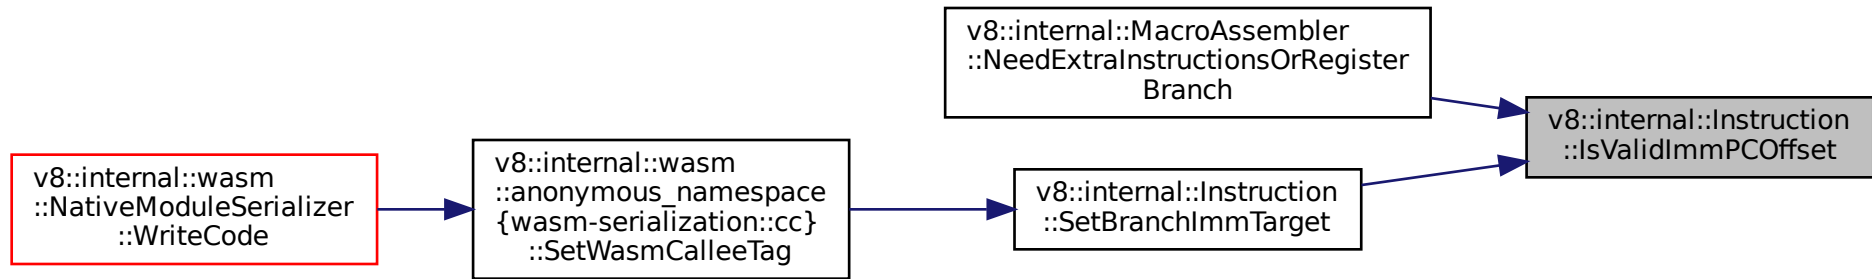 v8::internal::MacroAssembler
::NeedExtraInstructionsOrRegister
Branch
v8::internal::Instruction
::IsValidImmPCOffset
v8::internal::wasm
::NativeModuleSerializer
::WriteCode
v8::internal::wasm
::anonymous_namespace
{wasm-serialization::cc}
::SetWasmCalleeTag
v8::internal::Instruction
::SetBranchImmTarget